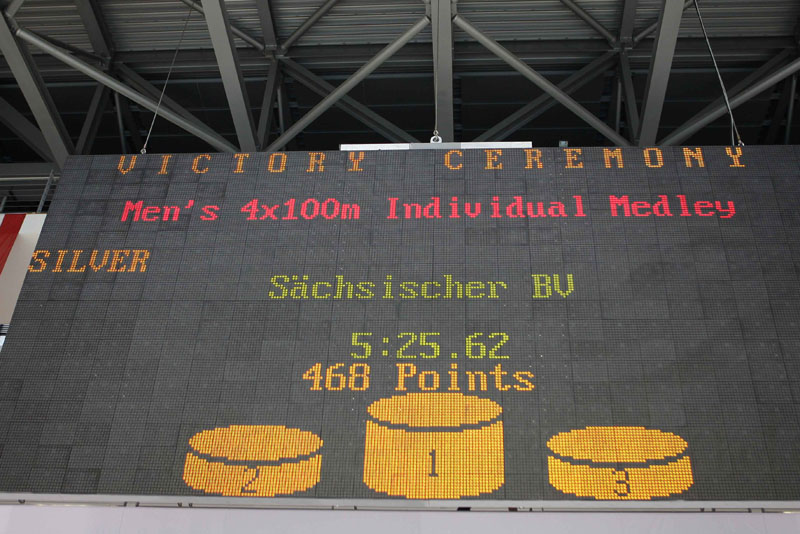 VICTORY CEREMONY
Men's 4x100m Individual Medley
SILVER
Sächsischer BV
5:25.62
468 Points
2 1 3